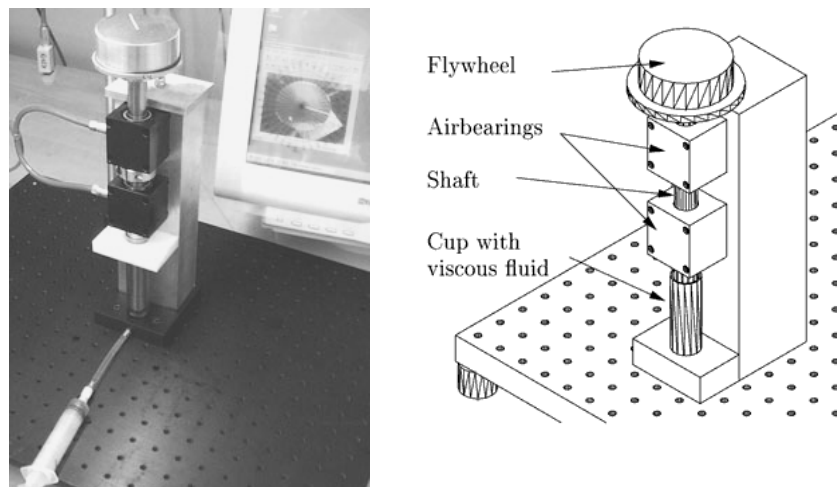 Flywheel
Airbearings
Shaft
Cup with
viscous fluid